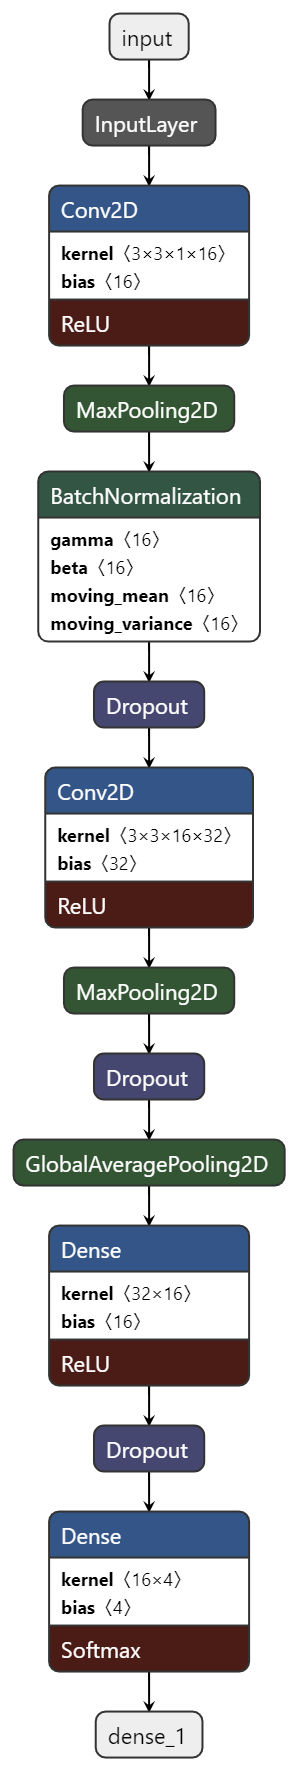 input
InputLayer
Conv2D
kernel 〈3×3×1×16〉
bias 〈16〉
ReLU
MaxPooling2D
BatchNormalization
gamma 〈16〉
beta 〈16〉
moving_mean 〈16〉
moving_variance 〈16〉
Dropout
Conv2D
kernel 〈3×3×16×32〉
bias 〈32〉
ReLU
MaxPooling2D
Dropout
GlobalAveragePooling2D
Dense
kernel 〈32×16〉
bias 〈16〉
ReLU
Dropout
Dense
kernel 〈16×4〉
bias 〈4〉
Softmax
dense_1